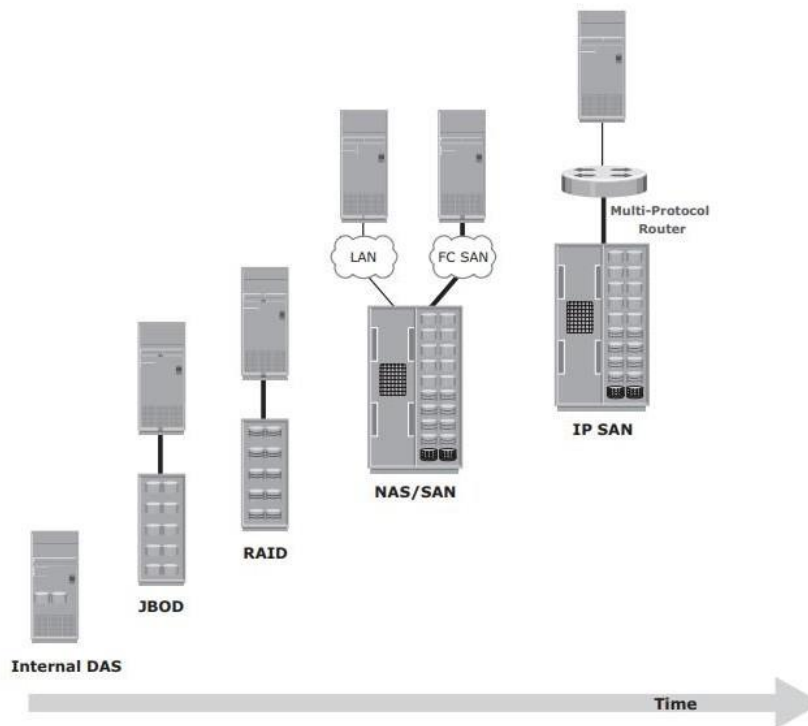 Multi-Protocol
Router
LAN
FC SAN
IP SAN
NAS/SAN
RAID
JBOD
Internal DAS
Time